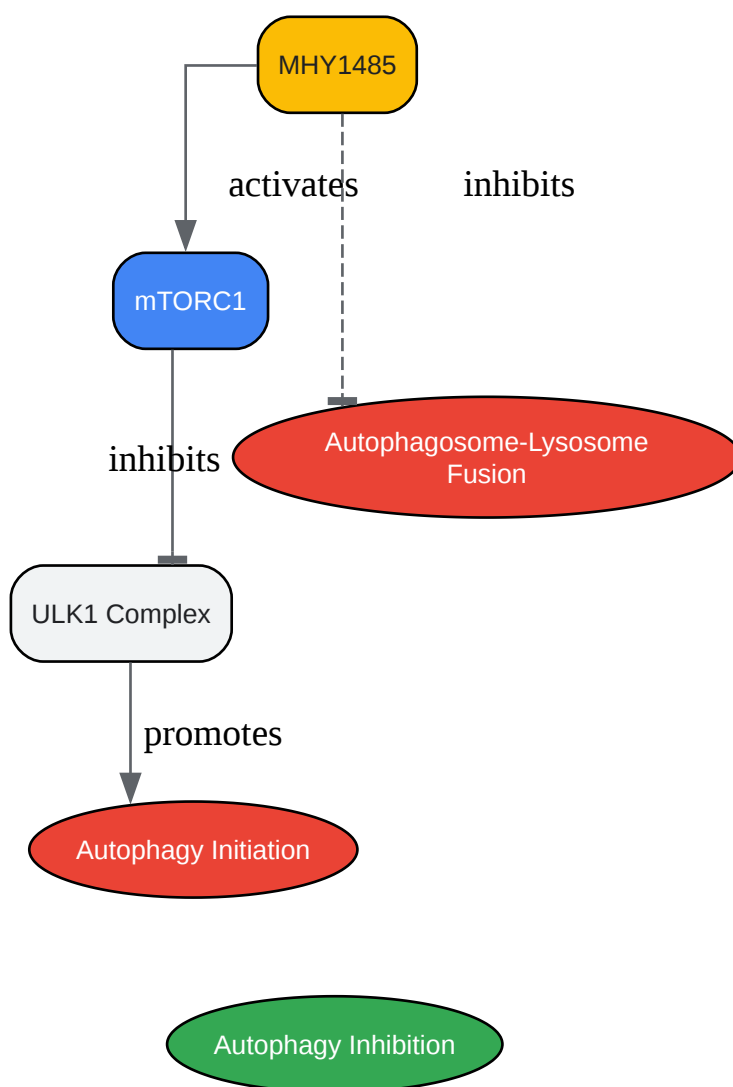 MHY1485
activates
inhibits
mTORC1
Autophagosome-Lysosome
Fusion
inhibits
ULK1 Complex
promotes
Autophagy Initiation
Autophagy Inhibition